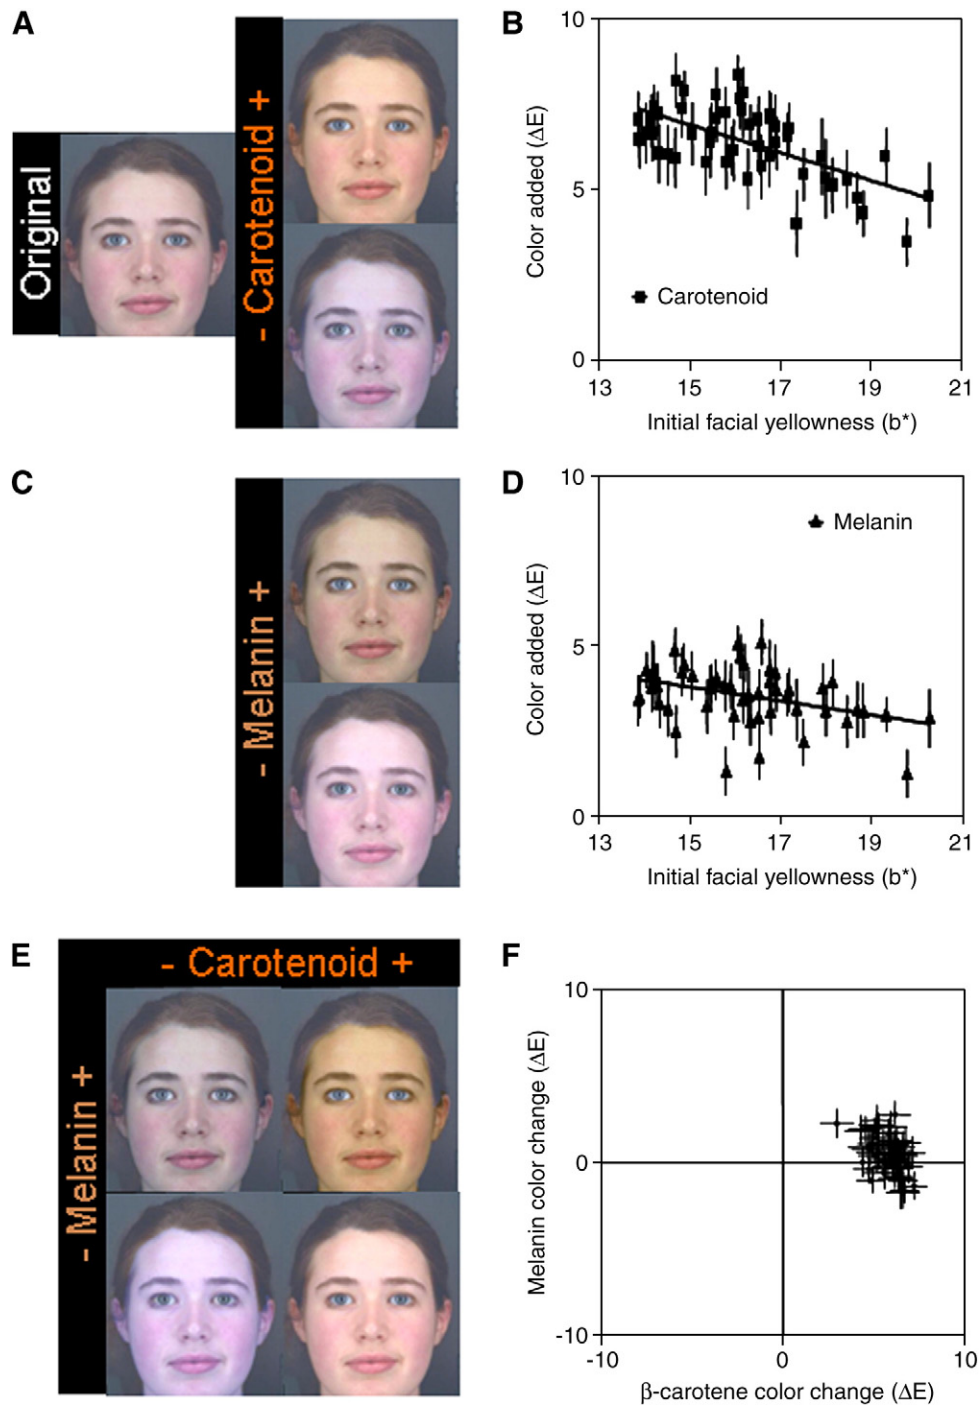 A
Original
- Carotenoid +
B
10
5
0
Color added (ΔE)
Carotenoid
13 15 17 19 21
Initial facial yellowness (b*)
C
- Melanin +
D
10
5
0
Color added (ΔE)
Melanin
13 15 17 19 21
Initial facial yellowness (b*)
E
- Carotenoid +
- Melanin +
F
10
0
-10
Melanin color change (ΔE)
-10 0 10
β-carotene color change (ΔE)